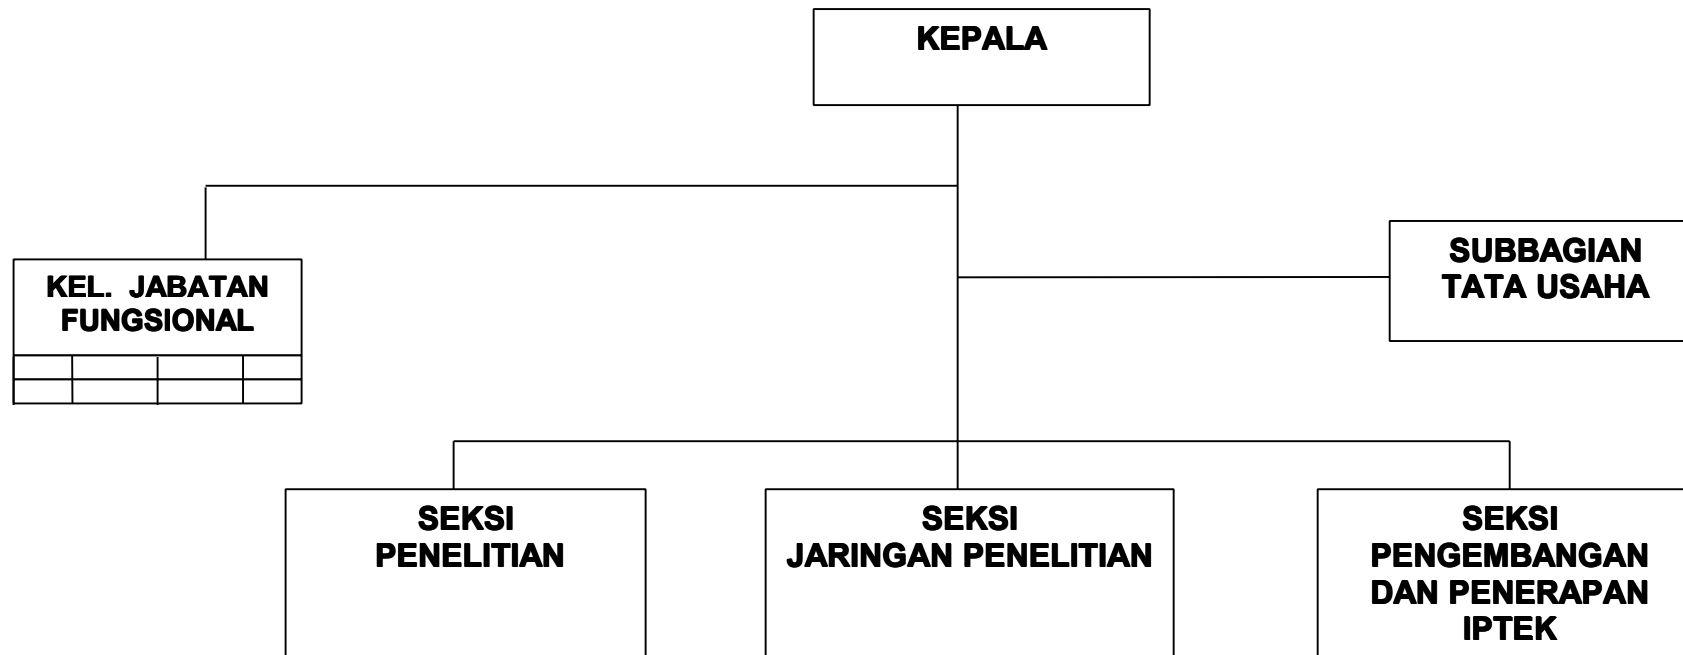 KEPALA
SUBBAGIAN
TATA USAHA
KEL. JABATAN
FUNGSIONAL
SEKSI
PENELITIAN
SEKSI
JARINGAN PENELITIAN
SEKSI
PENGEMBANGAN
DAN PENERAPAN
IPTEK